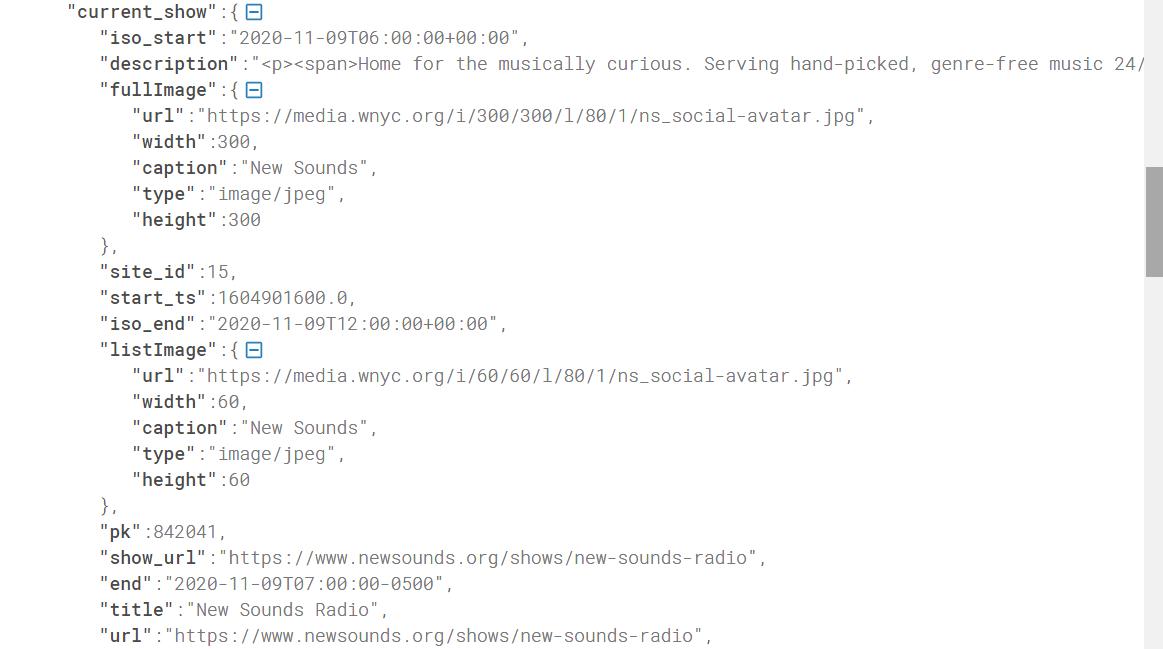 "current_show":{
"iso_start":"2020-11-09T06:00:00+00:00",
"description":"<p><span>Home for the musically curious. Serving hand-picked, genre-free music 24/
"fullImage":{
"url":"https://media.wnyc.org/i/300/300/l/80/1/ns_social-avatar.jpg",
"width":300,
"caption":"New Sounds",
"type":"image/jpeg",
"height":300
},
"site_id":15,
"start_ts":1604901600.0,
"iso_end":"2020-11-09T12:00:00+00:00",
"listImage":{
"url":"https://media.wnyc.org/i/60/60/l/80/1/ns_social-avatar.jpg",
"width":60,
"caption":"New Sounds",
"type":"image/jpeg",
"height":60
},
"pk":842041,
"show_url":"https://www.newsounds.org/shows/new-sounds-radio",
"end":"2020-11-09T07:00:00-0500",
"title":"New Sounds Radio",
"url":"https://www.newsounds.org/shows/new-sounds-radio",